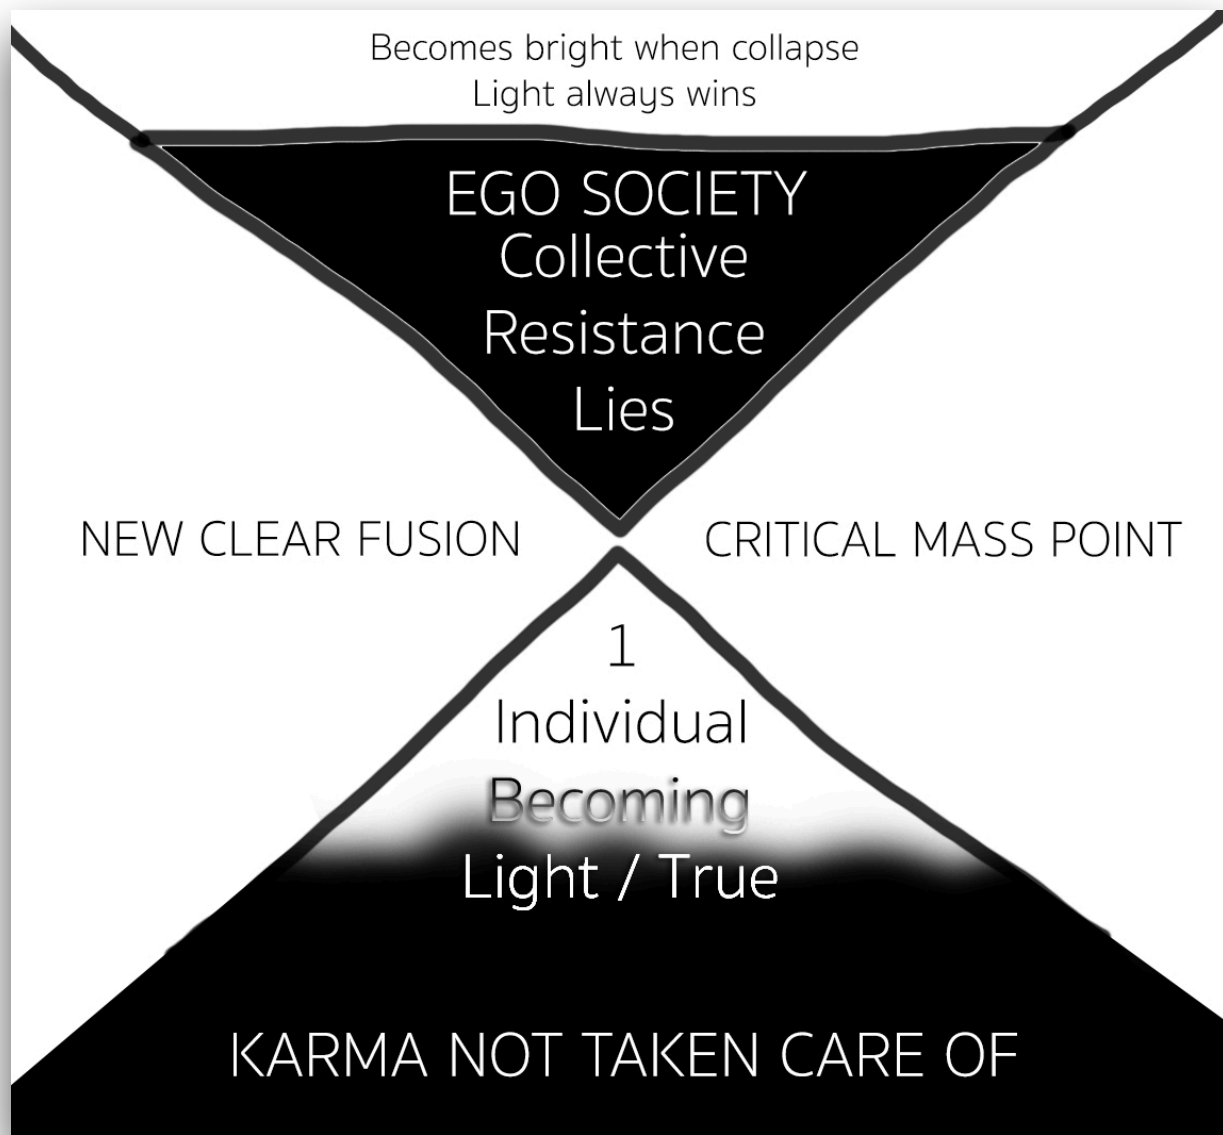 Becomes bright when collapse
Light always wins
EGO SOCIETY
Collective
Resistance
Lies
NEW CLEAR FUSION
CRITICAL MASS POINT
1
Individual
Becoming
Light / True
KARMA NOT TAKEN CARE OF